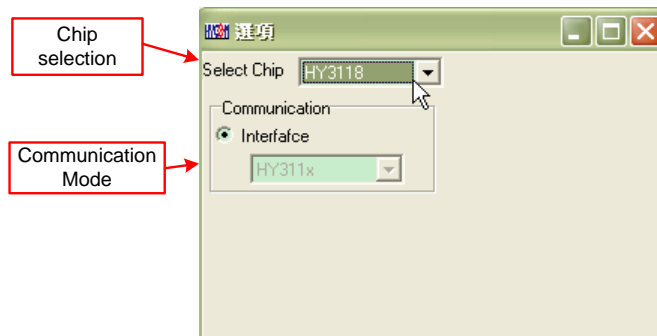 Chip
selection
選項
Select Chip HY3118
Communication
Interfafce
HY311x
Communication
Mode